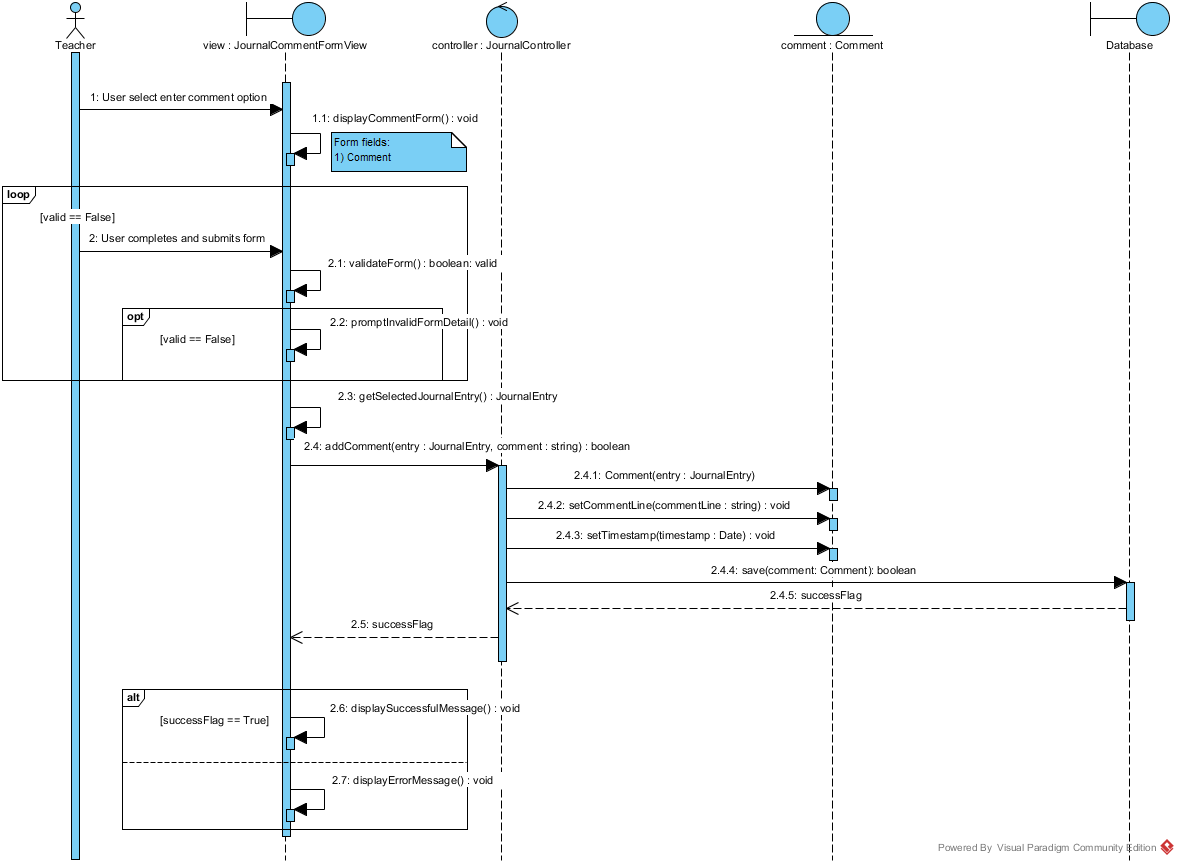 Teacher
view : JournalCommentFormView
controller : JournalController
comment : Comment
Database
1: User select enter comment option
1.1: displayCommentForm() : void
Form fields:
1) Comment
loop
[valid == False]
2: User completes and submits form
2.1: validateForm() : boolean: valid
opt
2.2: promptInvalidFormDetail() : void
[valid == False]
2.3: getSelectedJournalEntry() : JournalEntry
2.4: addComment(entry : JournalEntry, comment : string) : boolean
2.4.1: Comment(entry : JournalEntry)
2.4.2: setCommentLine(commentLine : string) : void
2.4.3: setTimestamp(timestamp : Date) : void
2.4.4: save(comment: Comment): boolean
2.4.5: successFlag
2.5: successFlag
alt
2.6: displaySuccessfulMessage() : void
[successFlag == True]
2.7: displayErrorMessage() : void
Powered By Visual Paradigm Community Edition